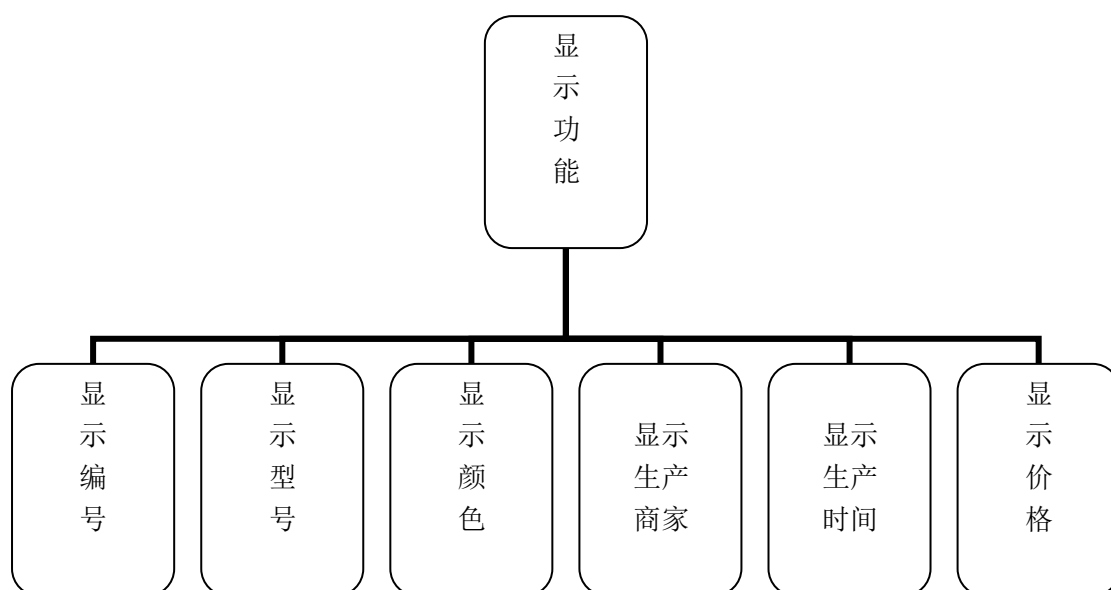 显
示
功
能
显
示
编
号
显
示
型
号
显
示
颜
色
显示
生产
商家
显示
生产
时间
显
示
价
格